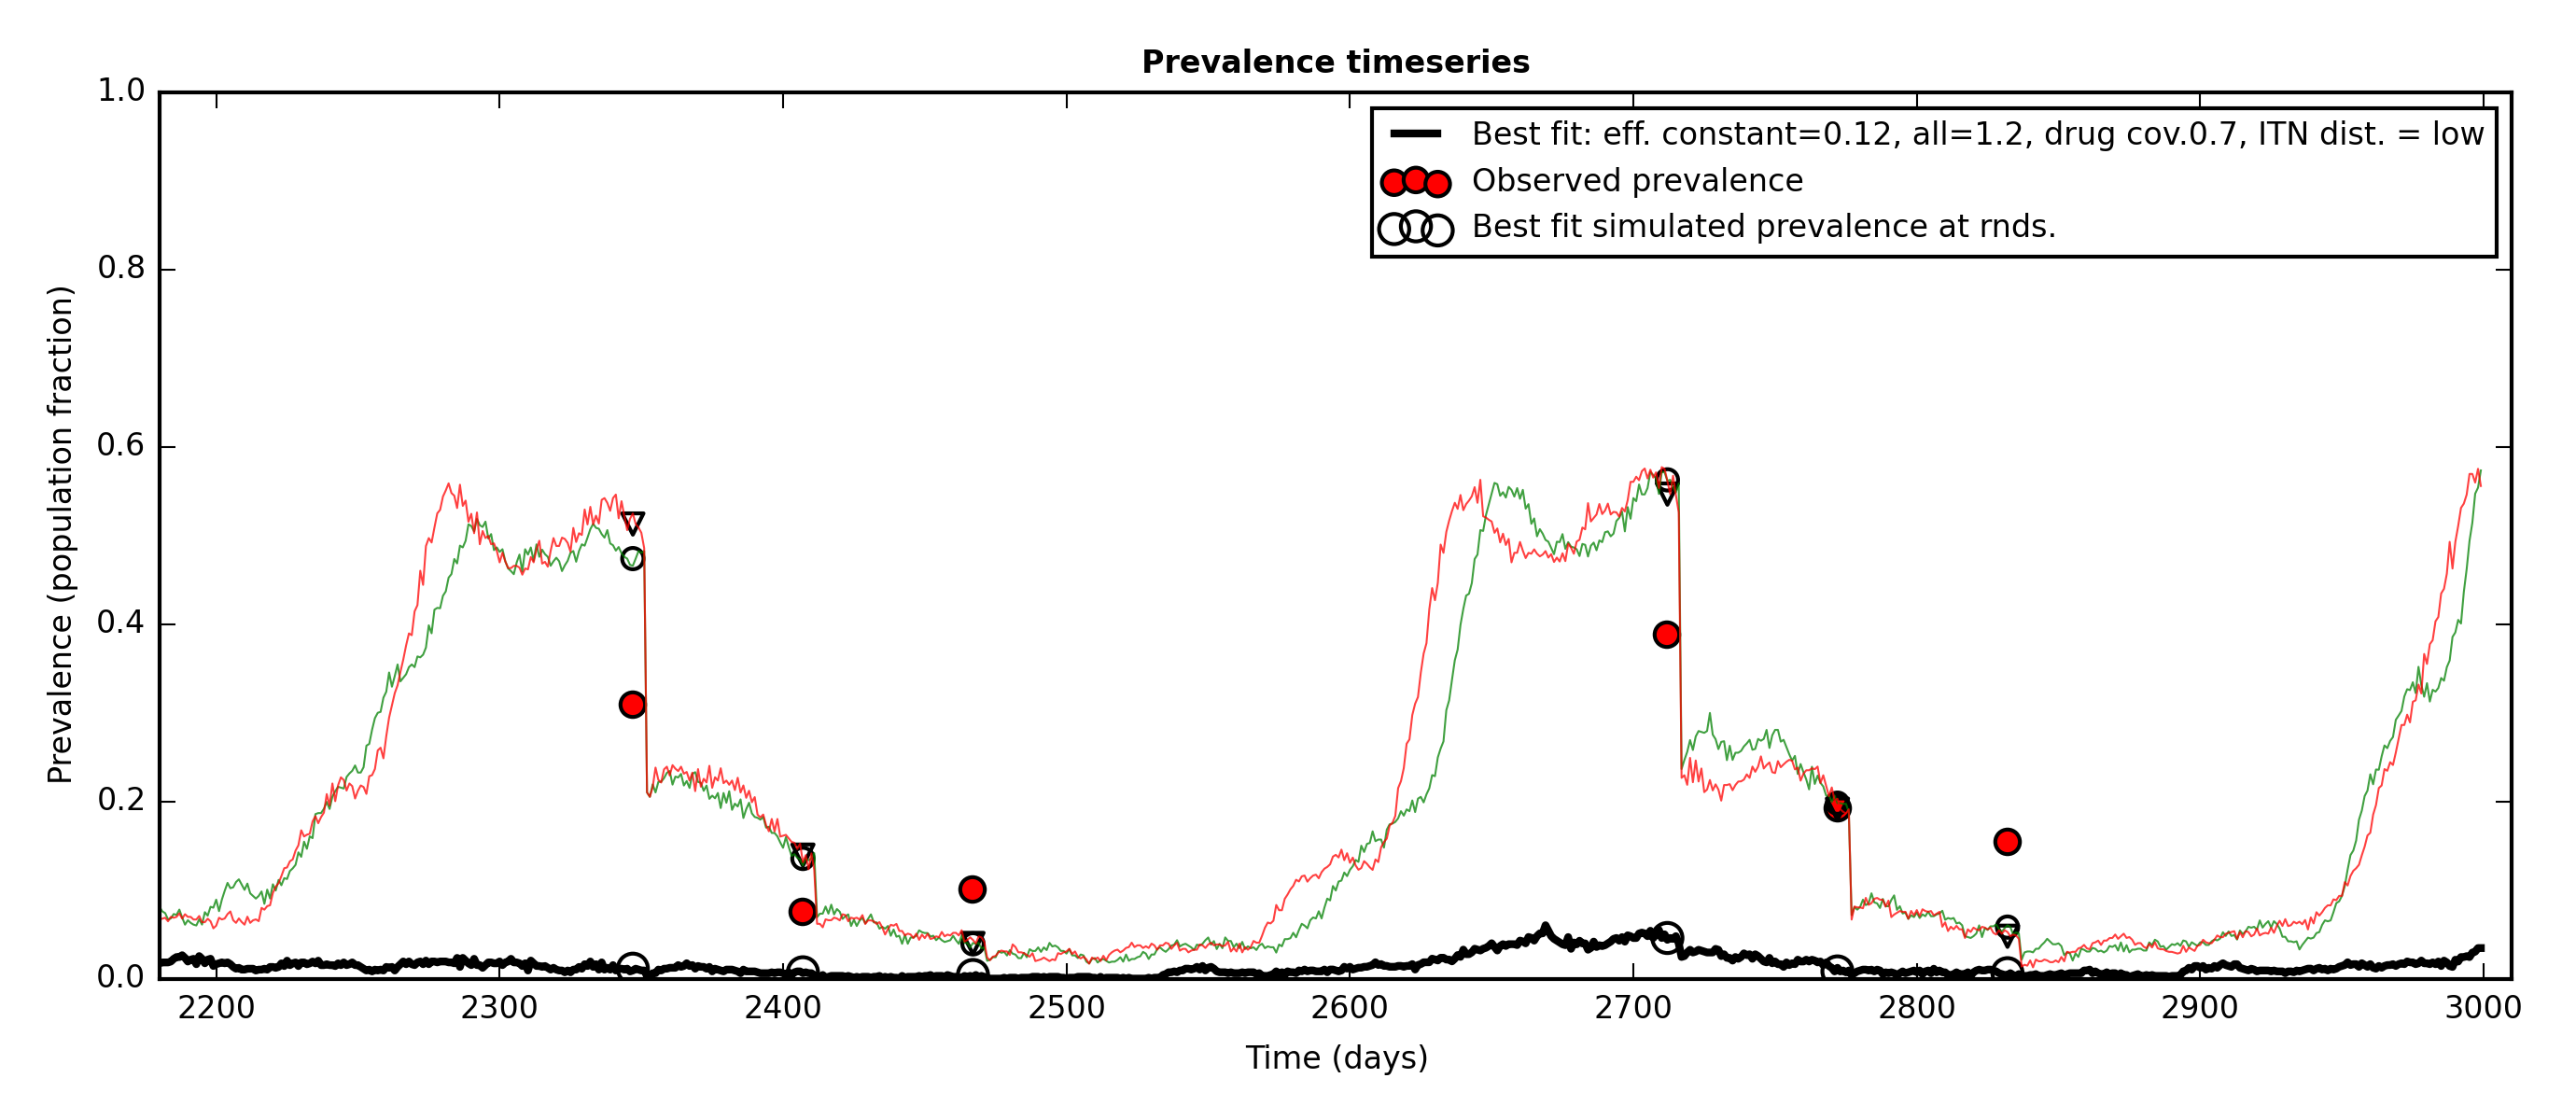 Prevalence timeseries
1.0
0.8
0.6
0.4
0.2
0.0
Prevalence (population fraction)
Best fit: eff. constant=0.12, all=1.2, drug cov.0.7, ITN dist. = low
Observed prevalence
Best fit simulated prevalence at rnds.
2200 2300 2400 2500 2600 2700 2800 2900 3000
Time (days)